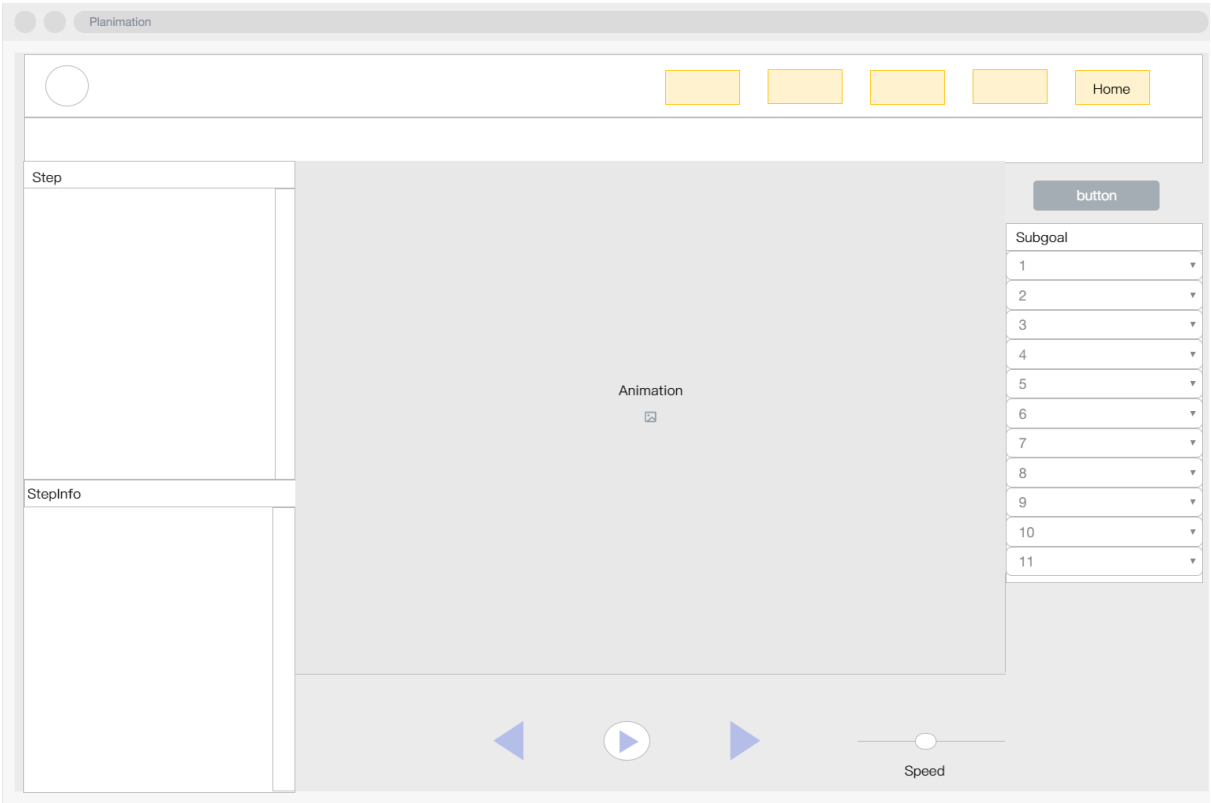 Planimation
Home
Step
button
Subgoal
1
2
3
4
5
6
7
8
9
10
11
Animation
StepInfo
Speed